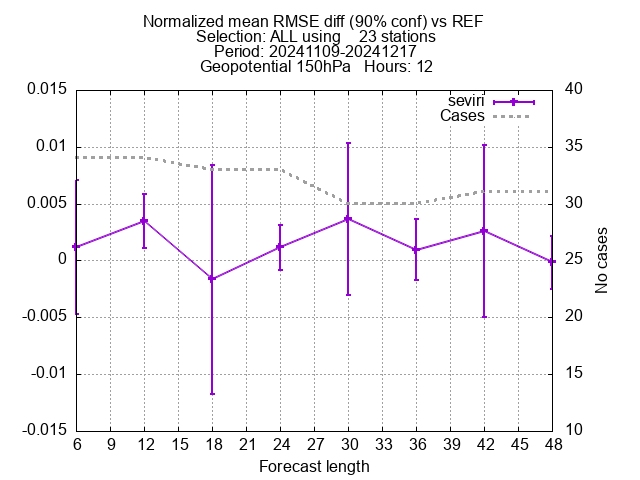 Normalized mean RMSE diff (90% conf) vs REF
Selection: ALL using    23 stations
Period: 20241109-20241217
Geopotential 150hPa   Hours: 12
seviri
Cases
0.015
0.01
0.005
0
-0.005
-0.01
-0.015
40
35
30
25
20
15
10
No cases
6 9 12 15 18 21 24 27 30 33 36 39 42 45 48
Forecast length